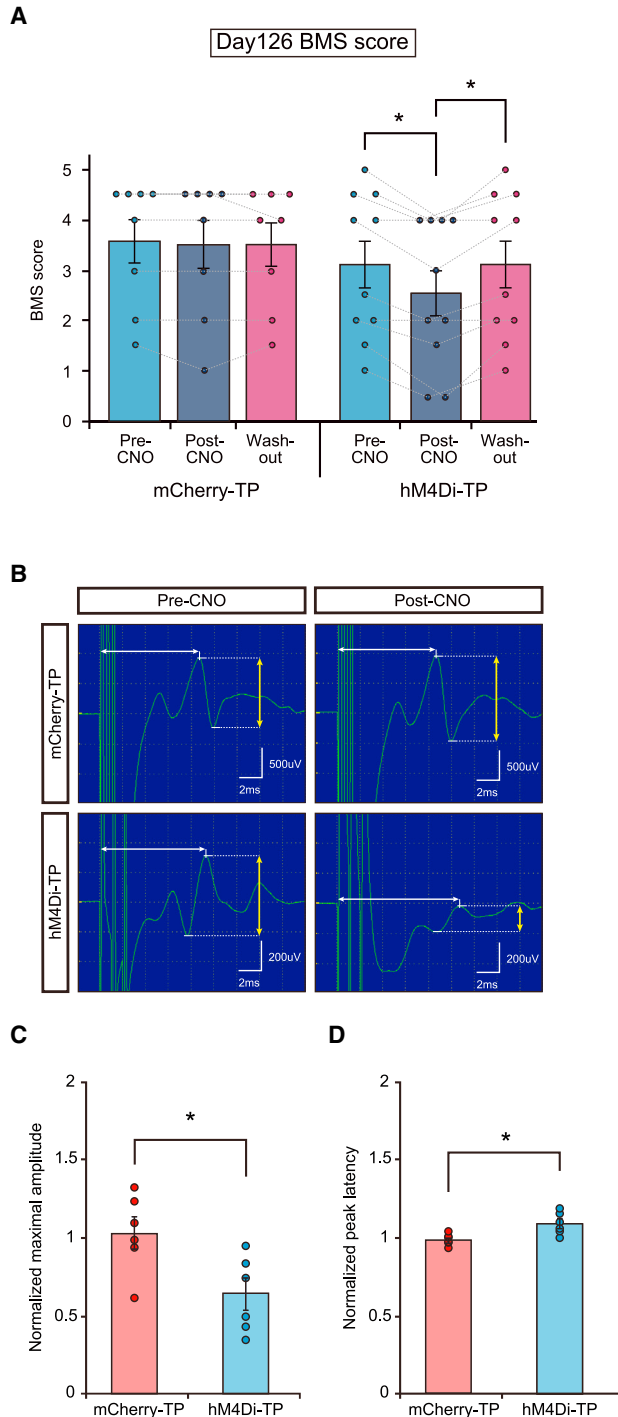 A
Day126 BMS score
*
*
5
4
3
2
1
0
BMS score
Pre-
CNO
Post-
CNO
Wash-
out
Pre-
CNO
Post-
CNO
Wash-
out
mCherry-TP
hM4Di-TP
B
Pre-CNO
Post-CNO
mCherry-TP
500uV
2ms
500uV
2ms
hM4Di-TP
200uV
2ms
200uV
2ms
C
2
1.5
1
0.5
0
Normalized maximal amplitude
*
mCherry-TP
hM4Di-TP
D
2
1.5
1
0.5
0
Normalized peak latency
*
mCherry-TP
hM4Di-TP